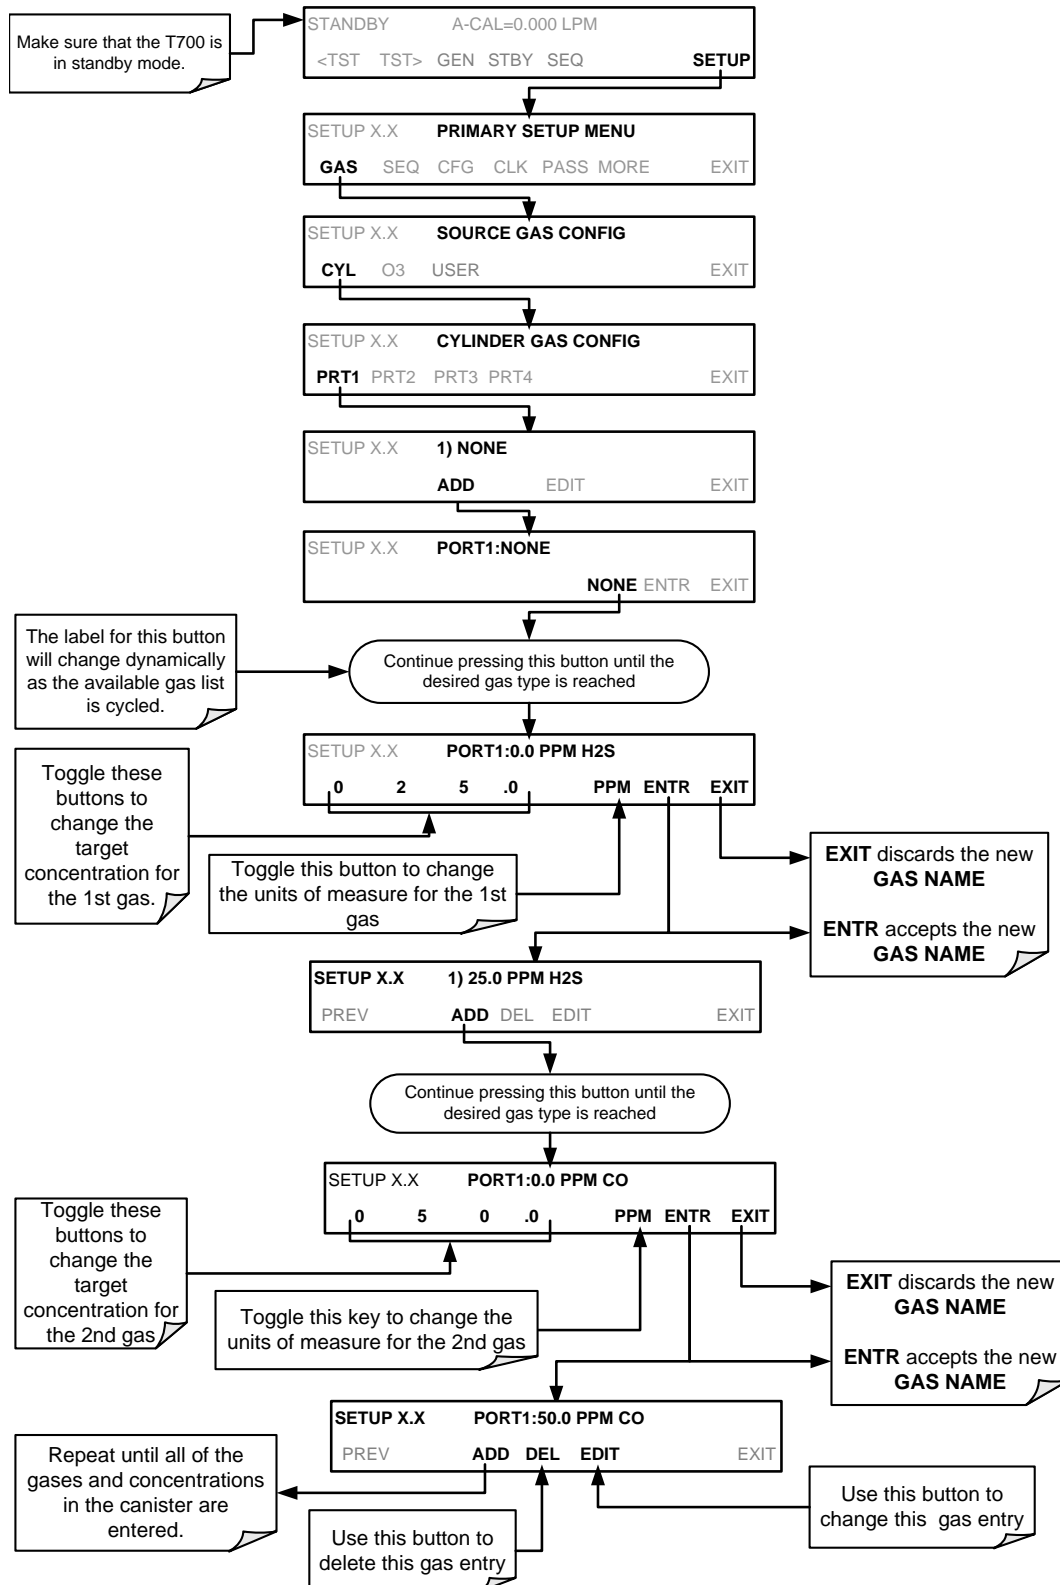 Make sure that the T700 is
in standby mode.
STANDBY A-CAL=0.000 LPM
<TST TST> GEN STBY SEQ SETUP
SETUP X.X PRIMARY SETUP MENU
GAS SEQ CFG CLK PASS MORE EXIT
SETUP X.X SOURCE GAS CONFIG
CYL O3 USER EXIT
SETUP X.X CYLINDER GAS CONFIG
PRT1 PRT2 PRT3 PRT4 EXIT
SETUP X.X 1) NONE
ADD EDIT EXIT
SETUP X.X PORT1:NONE
NONE ENTR EXIT
The label for this button
will change dynamically
as the available gas list
is cycled.
Continue pressing this button until the
desired gas type is reached
SETUP X.X PORT1:0.0 PPM H2S
0 2 5 .0 PPM ENTR EXIT
Toggle these
buttons to
change the
target
concentration for
the 1st gas.
Toggle this button to change
the units of measure for the 1st
gas
EXIT discards the new
GAS NAME
ENTR accepts the new
GAS NAME
SETUP X.X 1) 25.0 PPM H2S
PREV ADD DEL EDIT EXIT
Continue pressing this button until the
desired gas type is reached
SETUP X.X PORT1:0.0 PPM CO
0 5 0 .0 PPM ENTR EXIT
Toggle these
buttons to
change the
target
concentration for
the 2nd gas
Toggle this key to change the
units of measure for the 2nd gas
EXIT discards the new
GAS NAME
ENTR accepts the new
GAS NAME
SETUP X.X PORT1:50.0 PPM CO
PREV ADD DEL EDIT EXIT
Repeat until all of the
gases and concentrations
in the canister are
entered.
Use this button to
delete this gas entry
Use this button to
change this gas entry